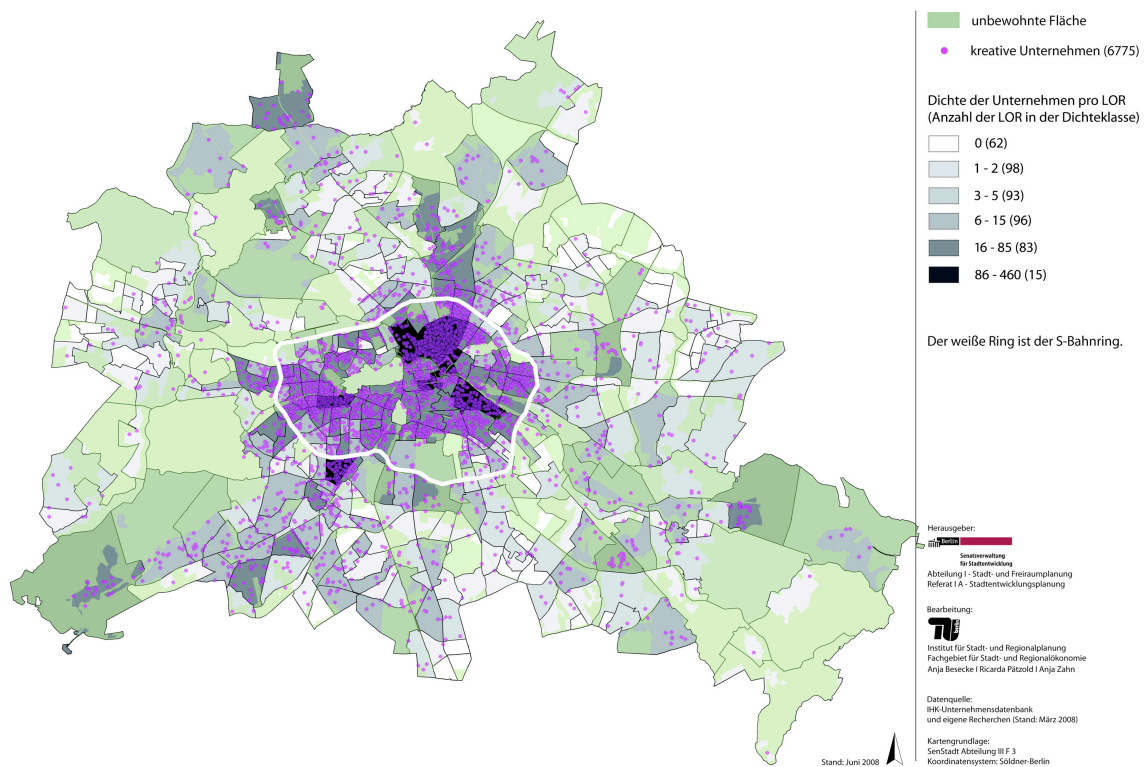 unbewohnte Fläche
kreative Unternehmen (6775)
Dichte der Unternehmen pro LOR
(Anzahl der LOR in der Dichteklasse)
0 (62)
1 - 2 (98)
3 - 5 (93)
6 - 15 (96)
16 - 85 (83)
86 - 460 (15)
Der weiße Ring ist der S-Bahnring.
Herausgeber:
Berlin
Senatsverwaltung
für Stadtentwicklung
Abteilung I - Stadt- und Freiraumplanung
Referat I A - Stadtentwicklungsplanung
Bearbeitung:
berlin
Institut für Stadt- und Regionalplanung
Fachgebiet für Stadt- und Regionalökonomie
Anja Besecke I Ricarda Pätzold I Anja Zahn
Datenquelle:
IHK-Unternehmensdatenbank
und eigene Recherchen (Stand: März 2008)
Kartengrundlage:
SenStadt Abteilung III F 3
Koordinatensystem: Söldner-Berlin
Stand: Juni 2008